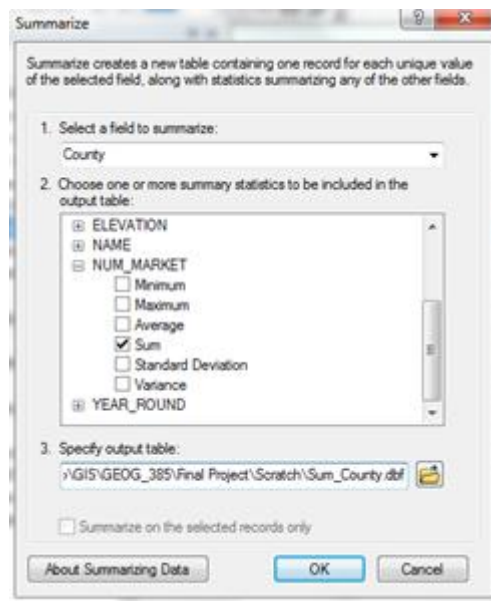 Summarize
Summarize creates a new table containing one record for each unique value
of the selected field, along with statistics summarizing any of the other fields.
1. Select a field to summarize:
County
2. Choose one or more summary statistics to be included in the
output table:
ELEVATION
NAME
NUM_MARKET
Minimum
Maximum
Average
Sum
Standard Deviation
Variance
YEAR_ROUND
3. Specify output table:
\GIS\GEOG_385\Final Project\Scratch\Sum_County.dbf
Summarize on the selected records only
About Summarizing Data
OK
Cancel